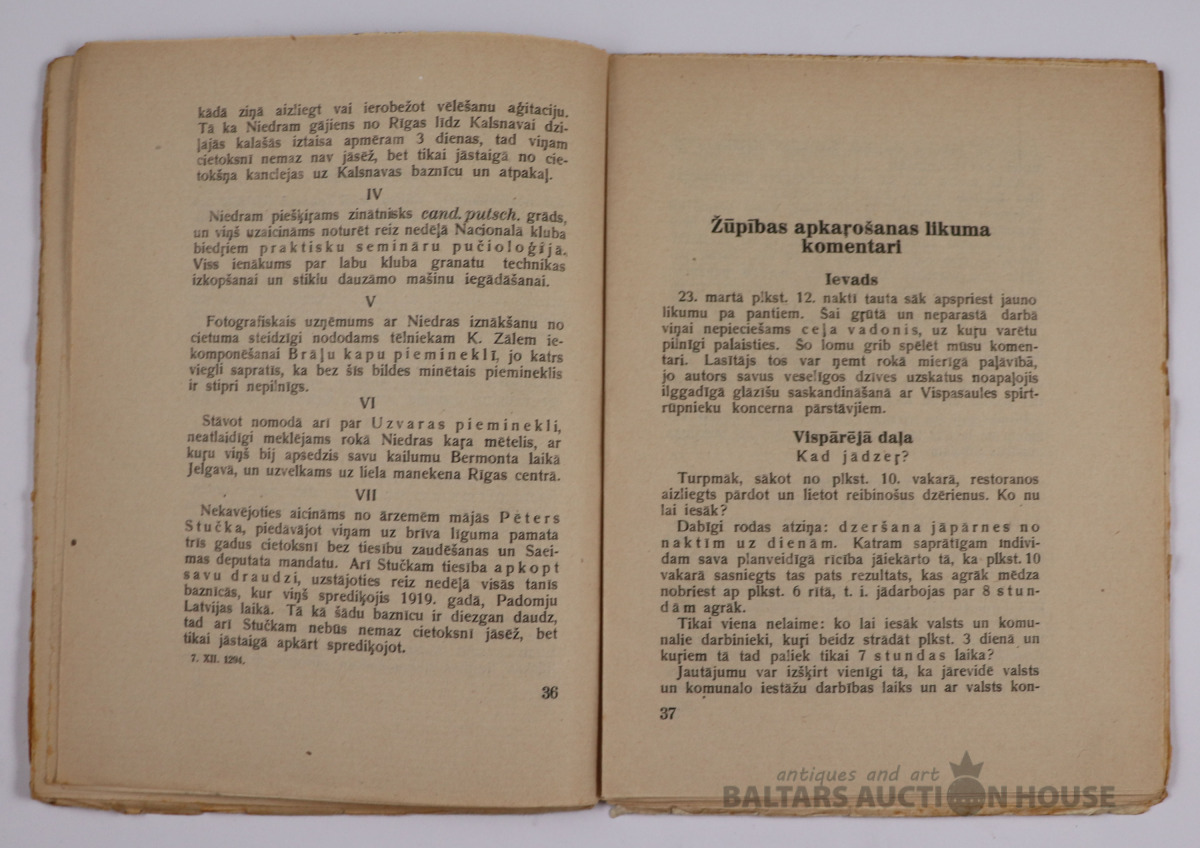 kādā ziņā aizliegt vai ierobežot vēlēšanu aģitaciju.
Tā ka Niedram gājiens no Rīgas līdz Kalsnavai dzi-
ļajās kalašās iztaisa apmēram 3 dienas, tad viņam
cietoksnī nemaz nav jāsēž, bet tikai jāstaigā no cie-
tokšņa kanclejas uz Kalsnavas baznīcu un atpakaļ.
IV
Niedram piešķiŗams zinātnisks cand. putsch. grāds,
un viņš uzaicināms noturēt reiz nedēļā Nacionalā kluba
biedŗiem praktisku semināru pučioloģijā.
Viss ienākums par labu kluba granatu technikas
izkopšanai un stiklu dauzāmo mašinu iegādāšanai.
V
Fotografiskais uzņēmums ar Niedras iznākšanu no
cietuma steidzīgi nododams tēlniekam K. Zālem ie-
komponēšanai Brāļu kapu pieminekļī, jo katrs
viegli sapratīs, ka bez šīs bildes minētais piemineklis
ir stipri nepilnīgs.
VI
Stāvot nomodā arī par Uzvaras pieminekli,
neatlaidīgi meklējams rokā Niedras kaŗa mētelis, ar
kuŗu viņš bij apsedzis savu kailumu Bermonta laikā
Jelgavā, un uzvelkams uz liela manekena Rīgas centrā.
VII
Nekavējoties aicināms no ārzemēm mājās Pēters
Stučka, piedāvājot viņam uz brīva līguma pamata
trīs gadus cietoksnī bez tiesību zaudēšanas un Saei-
mas deputata mandatu. Arī Stučkam tiesība apkopt
savu draudzi, uzstājoties reiz nedēļā visās tanīs
baznīcās, kur viņš sprediķojis 1919. gadā, Padomju
Latvijas laikā. Tā kā šādu baznīcu ir diezgan daudz,
tad arī Stučkam nebūs nemaz cietoksnī jāsēž, bet
tikai jāstaigā apkārt sprediķojot.
7. XII. 1294.
36
Žūpības apkaŗošanas likuma
komentari
Ievads
23. martā plkst. 12. naktī tauta sāk apspriest jauno
likumu pa pantiem. Šai gŗūtā un neparastā darbā
viņai nepieciešams ceļa vadonis, uz kuŗu varētu
pilnīgi palaisties. Šo lomu grib spēlēt mūsu komen-
tari. Lasītājs tos var ņemt rokā mierīgā paļāvībā,
jo autors savus veselīgos dzīves uzskatus noapaļojis
ilggadīgā glāzīšu saskandināšanā ar Vispasaules spirt-
rūpnieku koncerna pārstāvjiem.
Vispārējā daļa
Kad jādzeŗ?
Turpmāk, sākot no plkst. 10. vakarā, restoranos
aizliegts pārdot un lietot reibinošus dzērienus. Ko nu
lai iesāk?
Dabīgi rodas atziņa: dzeršana jāpārnes no
naktīm uz dienām. Katram saprātīgam indivi-
dam sava planveidīgā rīcība jāiekārto tā, ka plkst. 10
vakarā sasniegts tas pats rezultats, kas agrāk mēdza
nobriest ap plkst. 6 rītā, t. i. jādarbojas par 8 stun-
dām agrāk.
Tikai viena nelaime: ko lai iesāk valsts un komu-
nalie darbinieki, kuŗi beidz strādāt plkst. 3 dienā un
kuŗiem tā tad paliek tikai 7 stundas laika?
Jautājumu var izšķirt vienīgi tā, ka jārevidē valsts
un komunalo iestāžu darbības laiks un ar valsts kon-
37
antiques and art
BALTARS AUCTION HOUSE